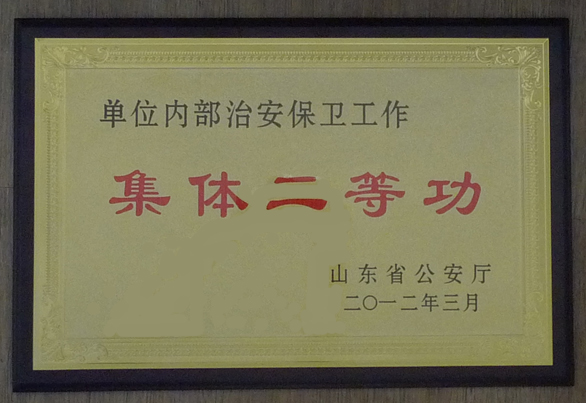 单位内部治安保卫工作
集体二等功
山东省公安厅
二〇一二年三月